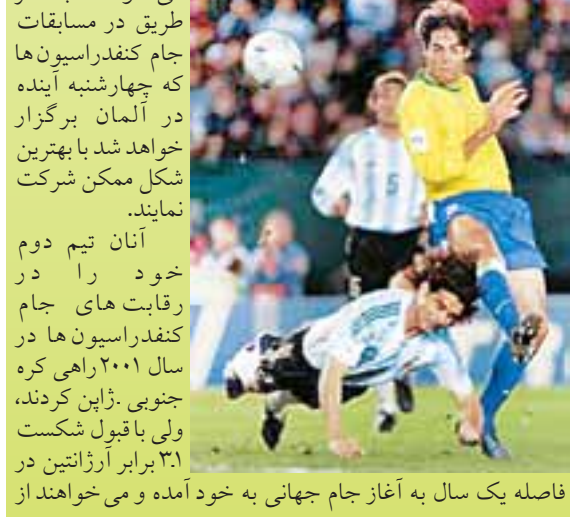 طریق در مسابقات
جام کنفدراسیون‌ها
که چهارشنبه آینده
در آلمان برگزار
خواهد شد با بهترین
شکل ممکن شرکت
نمایند.
آنان تیم دوم
خود را در
رقابت های جام
کنفدراسیون ها در
سال ۲۰۰۱ راهی کره
جنوبی .ژاپن کردند،
ولی با قبول شکست
۳ـ۱ برابر آرژانتین در
فاصله یک سال به آغاز جام جهانی به خود آمده و می خواهند از